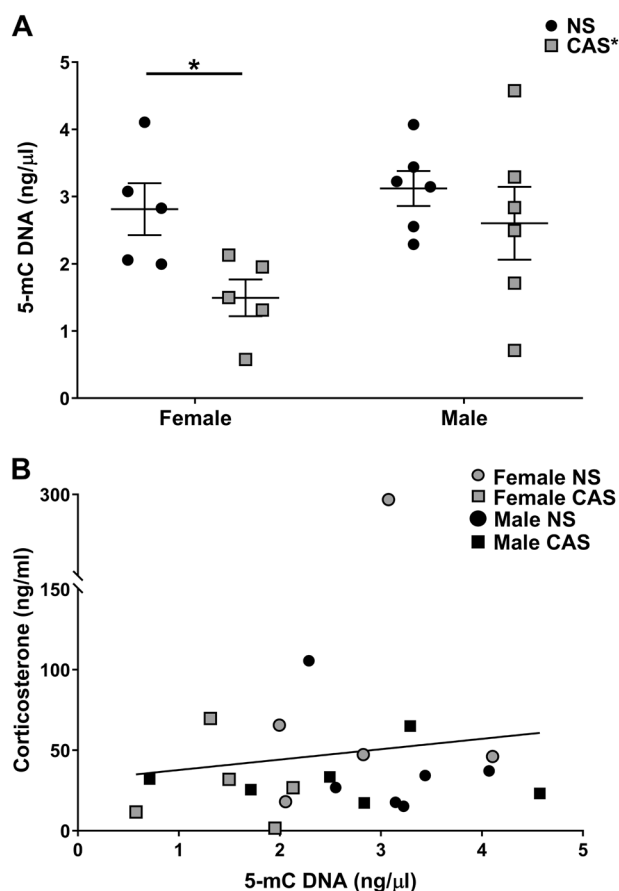 A
NS
CAS*
*
5
4
3
2
1
0
5-mC DNA (ng/μl)
Female
Male
B
Female NS
Female CAS
Male NS
Male CAS
300
150
100
50
0
Corticosterone (ng/ml)
0 1 2 3 4 5
5-mC DNA (ng/μl)